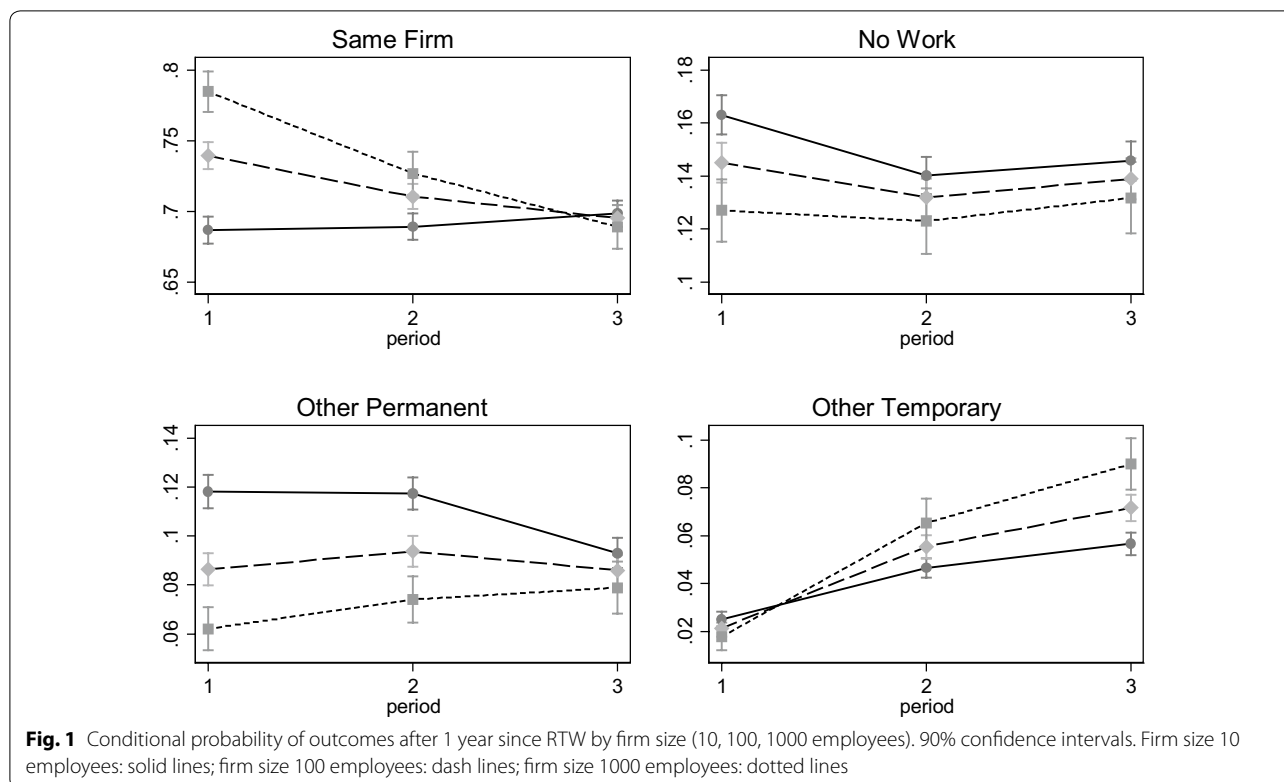 Same Firm
.8
.75
.7
.65
1 2 3
period
No Work
.18
.16
.14
.12
.1
1 2 3
period
Other Permanent
.14
.12
.1
.08
.06
1 2 3
period
Other Temporary
.1
.08
.06
.04
.02
1 2 3
period
Fig. 1 Conditional probability of outcomes after 1 year since RTW by firm size (10, 100, 1000 employees). 90% confidence intervals. Firm size 10
employees: solid lines; firm size 100 employees: dash lines; firm size 1000 employees: dotted lines